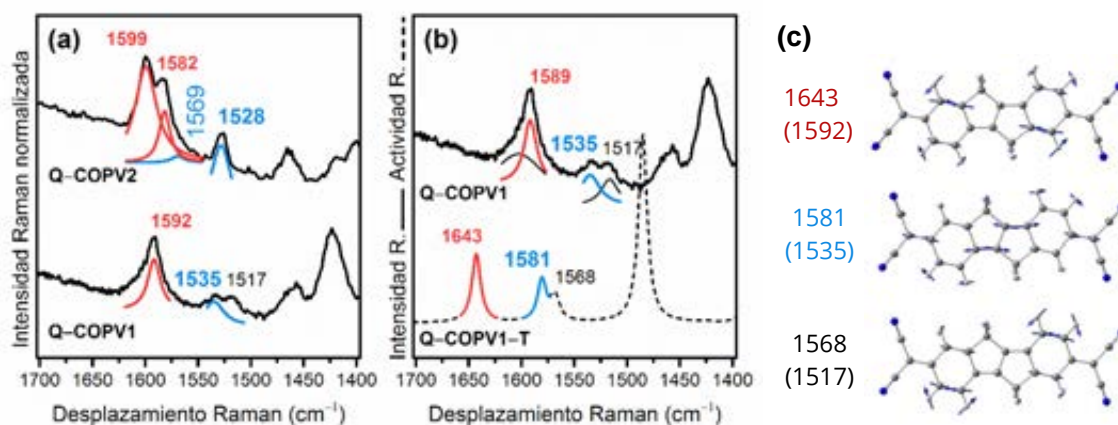 (a)
1599
1582
1569
1528
Q–COPV2
1592
1535
1517
Q–COPV1
Intensidad Raman normalizada
1700 1650 1600 1550 1500 1450 1400
Desplazamiento Raman (cm⁻¹)
(b)
1589
1535
1517
Q–COPV1
1643
1581
1568
Q–COPV1–T
Intensidad R. Actividad R.
1700 1650 1600 1550 1500 1450 1400
Desplazamiento Raman (cm⁻¹)
(c)
1643
(1592)
1581
(1535)
1568
(1517)